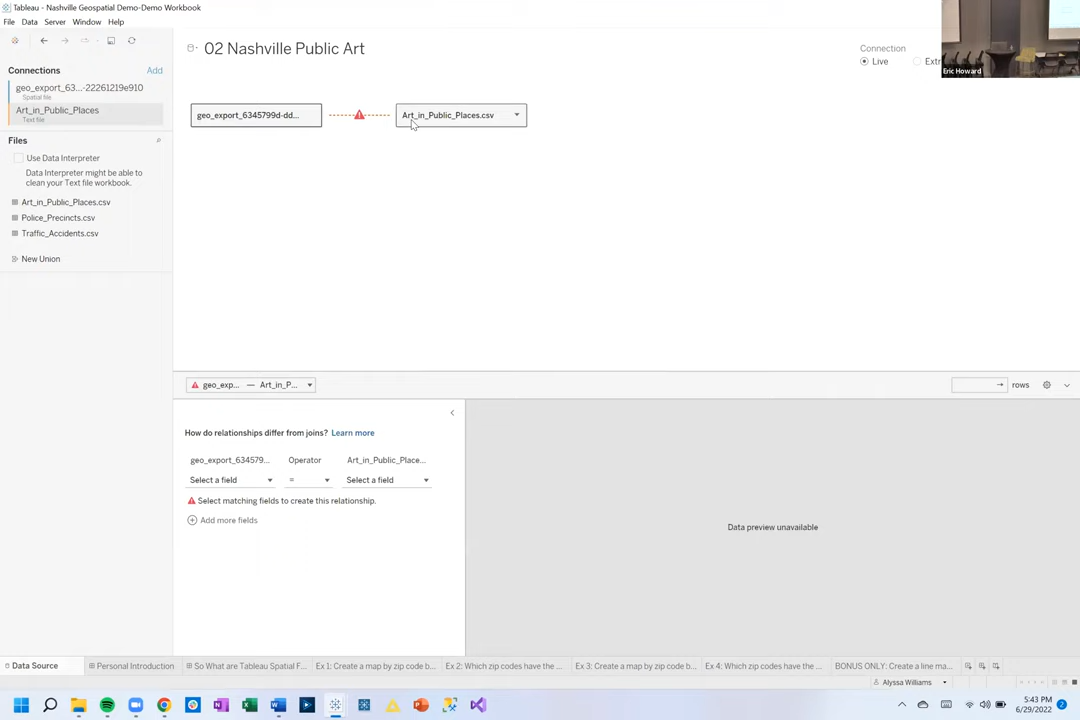 Tableau - Nashville Geospatial Demo-Demo Workbook
File Data Server Window Help
Connections Add
geo_export_63...-22261219e910
Spatial file
Art_in_Public_Places
Text file
Files
Use Data Interpreter
Data Interpreter might be able to
clean your Text file workbook.
Art_in_Public_Places.csv
Police_Precincts.csv
Traffic_Accidents.csv
New Union
02 Nashville Public Art
Connection
Live Extr
Eric Howard
geo_export_6345799d-dd...
Art_in_Public_Places.csv
geo_exp... — Art_in_P...
rows
How do relationships differ from joins? Learn more
geo_export_634579... Operator Art_in_Public_Place...
Select a field = Select a field
Select matching fields to create this relationship.
Add more fields
Data preview unavailable
Data Source Personal Introduction So What are Tableau Spatial F... Ex 1: Create a map by zip code b... Ex 2: Which zip codes have the ... Ex 3: Create a map by zip code b... Ex 4: Which zip codes have the ... BONUS ONLY: Create a line ma...
Alyssa Williams
5:43 PM
6/29/2022
2